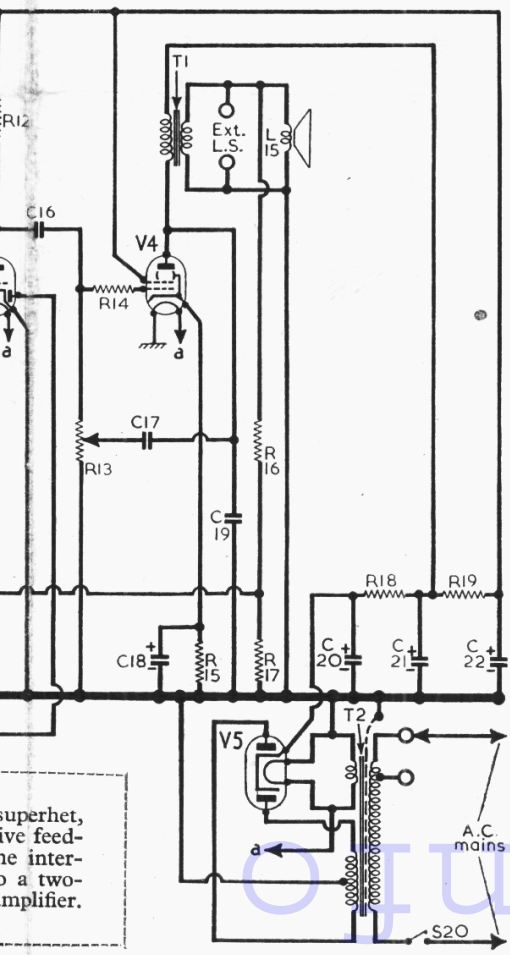 T1
R12
Ext.
L.S.
L
15
C16
V4
R14
a
a
C17
R13
R
16
C
19
R18
R19
+
C18
-
R
15
R
17
C +
20 -
C +
21 -
C +
22 -
T2
V5
a
A.C.
mains
S20
superhet,
ive feed-
he inter-
o a two-
mplifier.